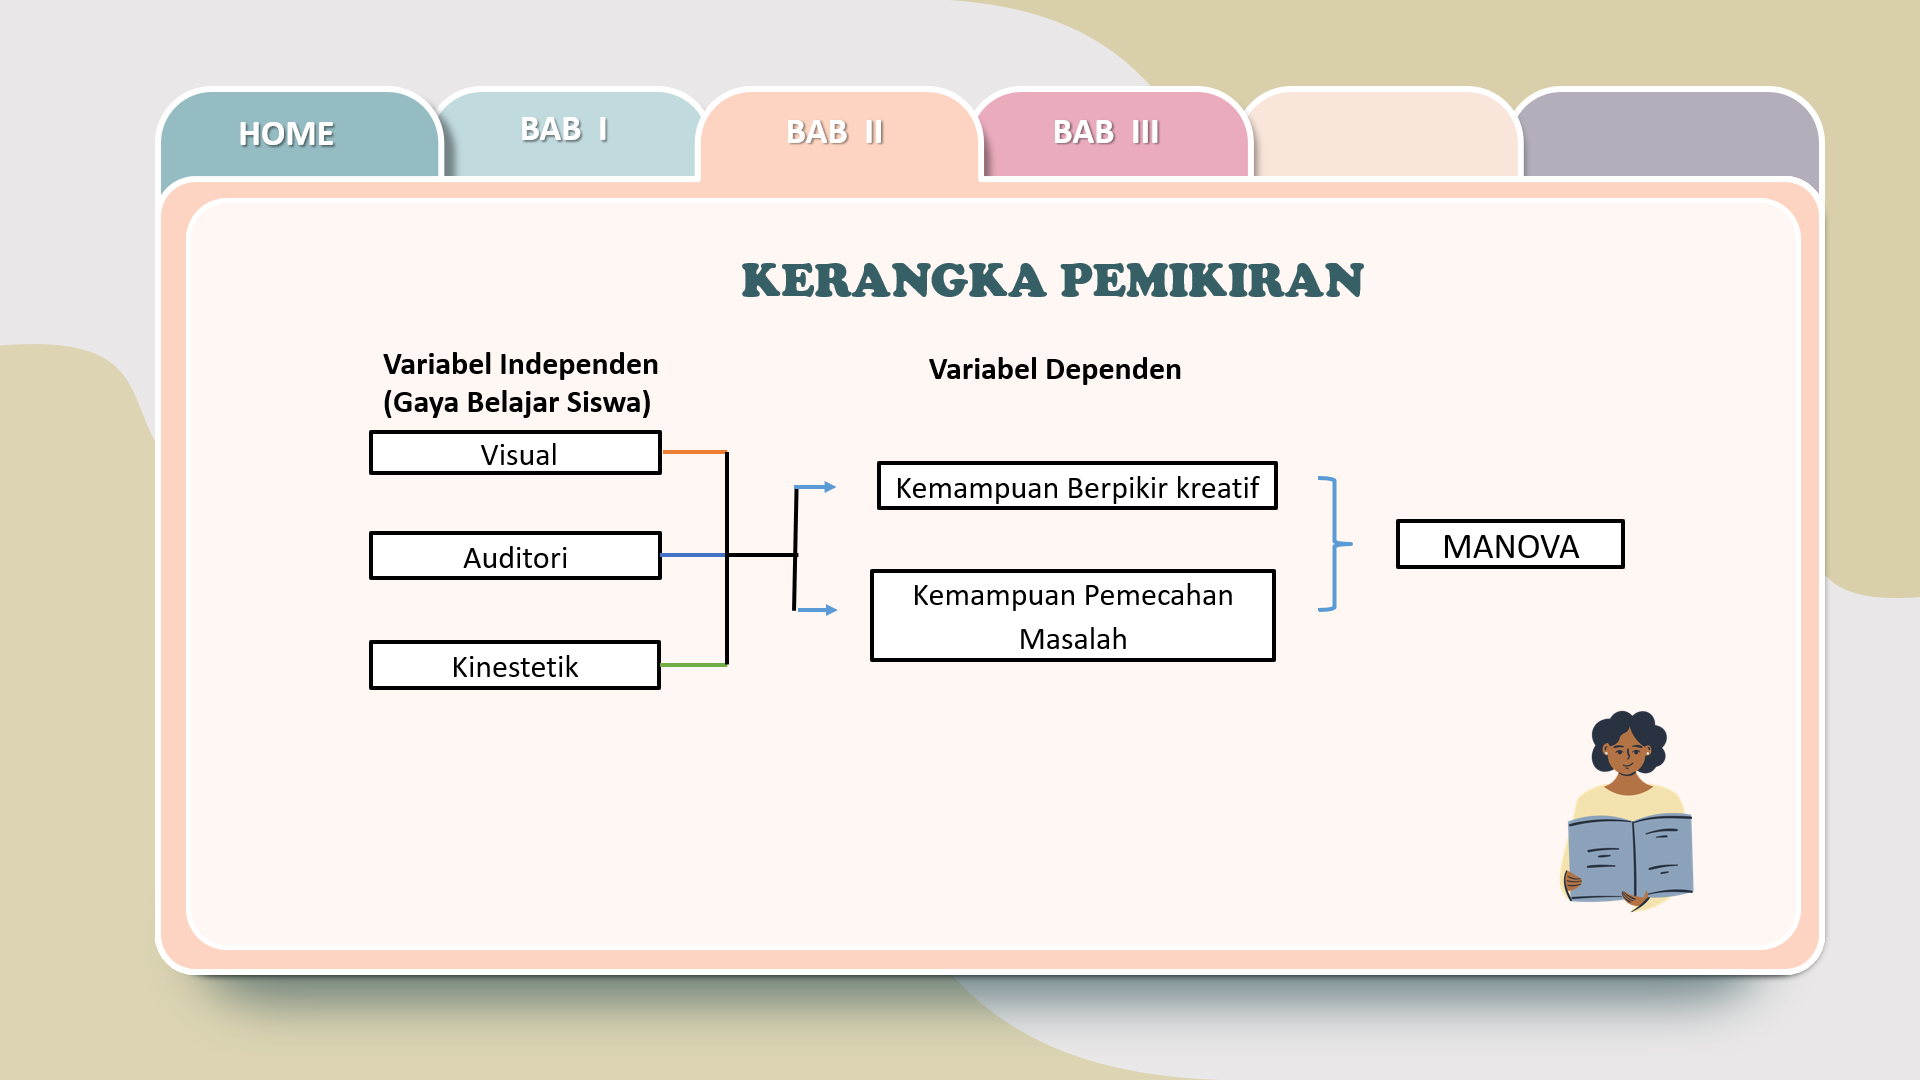 HOME
BAB I
BAB II
BAB III
KERANGKA PEMIKIRAN
Variabel Independen
(Gaya Belajar Siswa)
Variabel Dependen
Visual
Auditori
Kinestetik
Kemampuan Berpikir kreatif
Kemampuan Pemecahan
Masalah
MANOVA